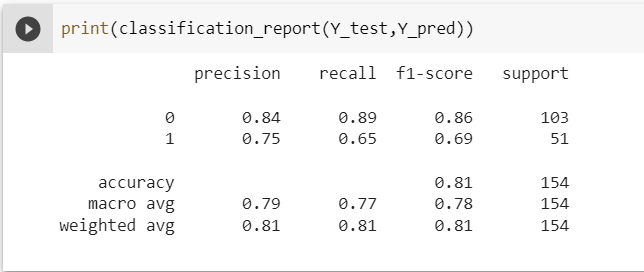 print(classification_report(Y_test,Y_pred))
precision recall f1-score support
0 0.84 0.89 0.86 103
1 0.75 0.65 0.69 51
accuracy 0.81 154
macro avg 0.79 0.77 0.78 154
weighted avg 0.81 0.81 0.81 154